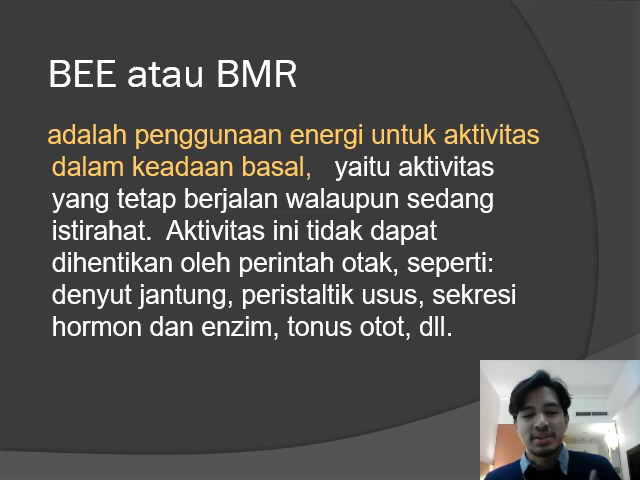 BEE atau BMR
adalah penggunaan energi untuk aktivitas
dalam keadaan basal, yaitu aktivitas
yang tetap berjalan walaupun sedang
istirahat. Aktivitas ini tidak dapat
dihentikan oleh perintah otak, seperti:
denyut jantung, peristaltik usus, sekresi
hormon dan enzim, tonus otot, dll.